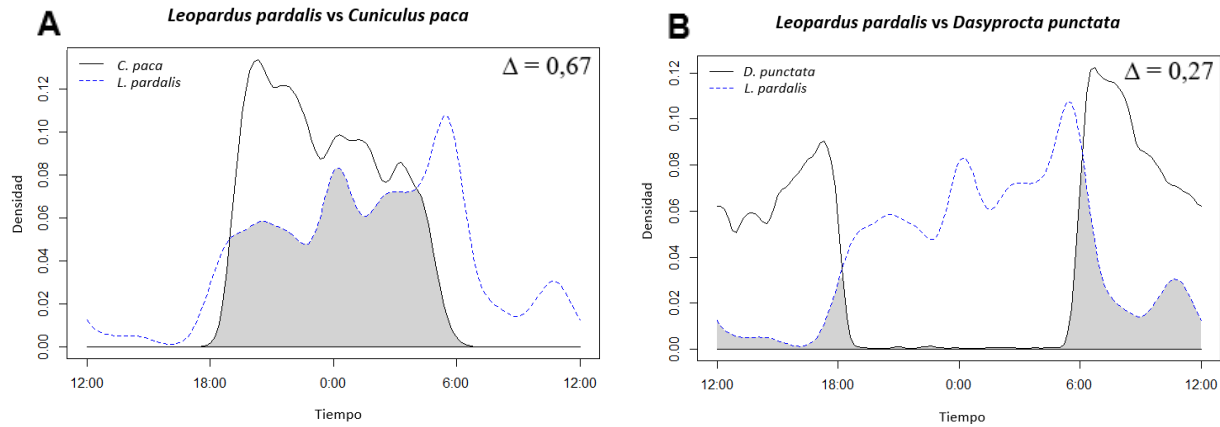 A
Leopardus pardalis vs Cuniculus paca
C. paca
L. pardalis
Δ = 0,67
Densidad
0.00
0.02
0.04
0.06
0.08
0.10
0.12
12:00
18:00
0:00
6:00
12:00
Tiempo
B
Leopardus pardalis vs Dasyprocta punctata
D. punctata
L. pardalis
Δ = 0,27
Densidad
0.00
0.02
0.04
0.06
0.08
0.10
0.12
12:00
18:00
0:00
6:00
12:00
Tiempo